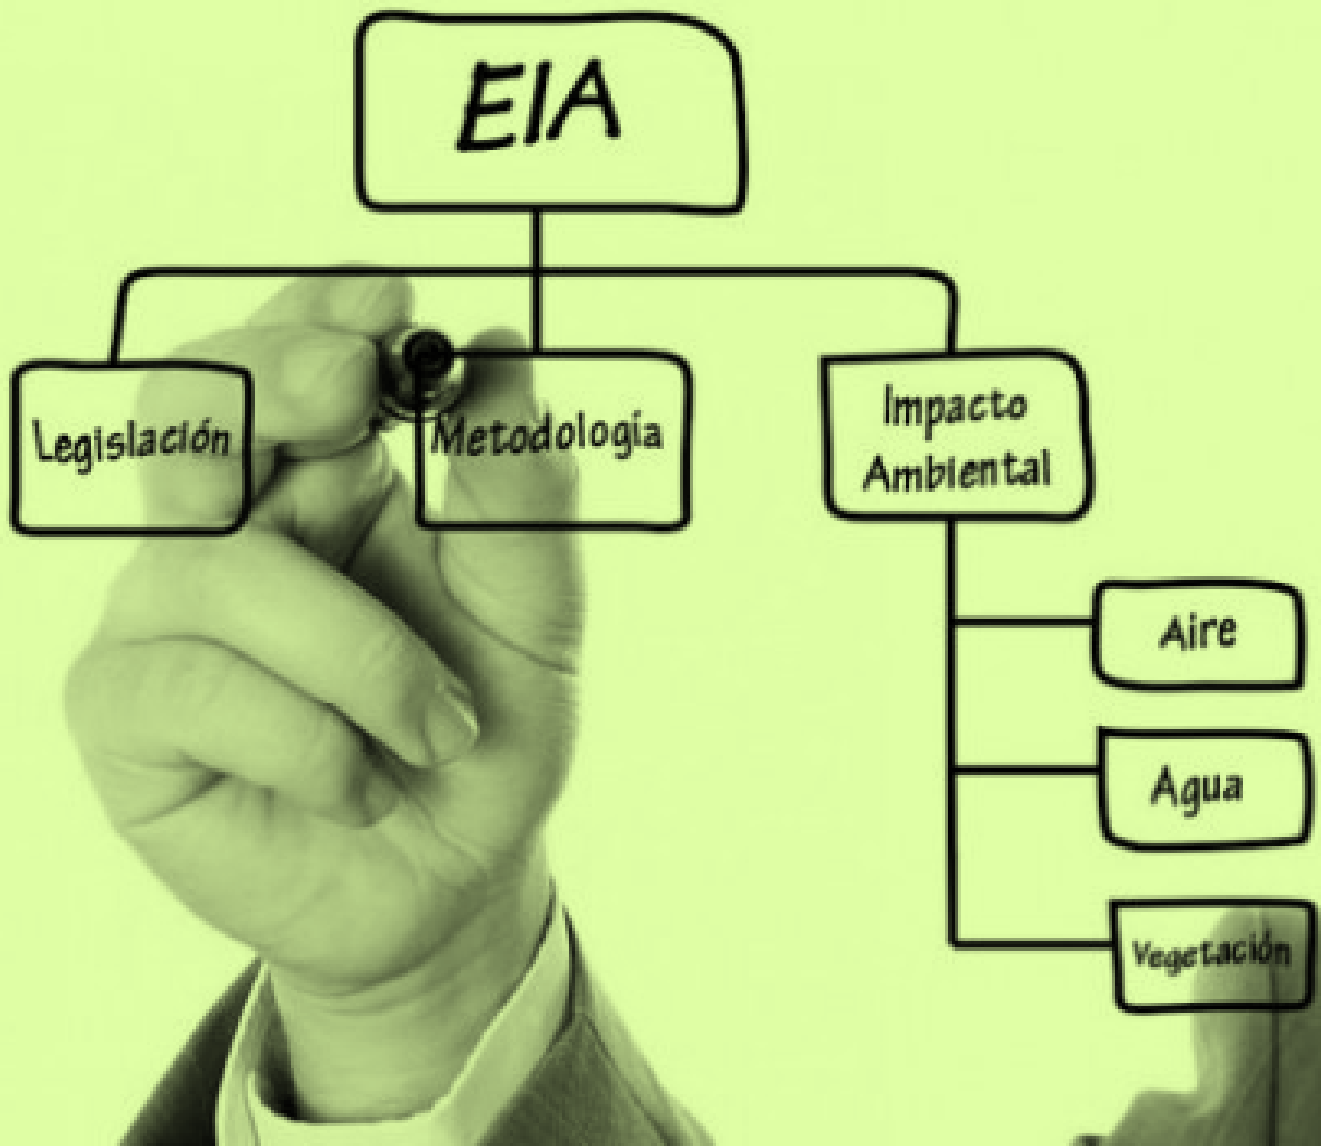 EIA
Legislación
Metodología
Impacto
Ambiental
Aire
Agua
Vegetación